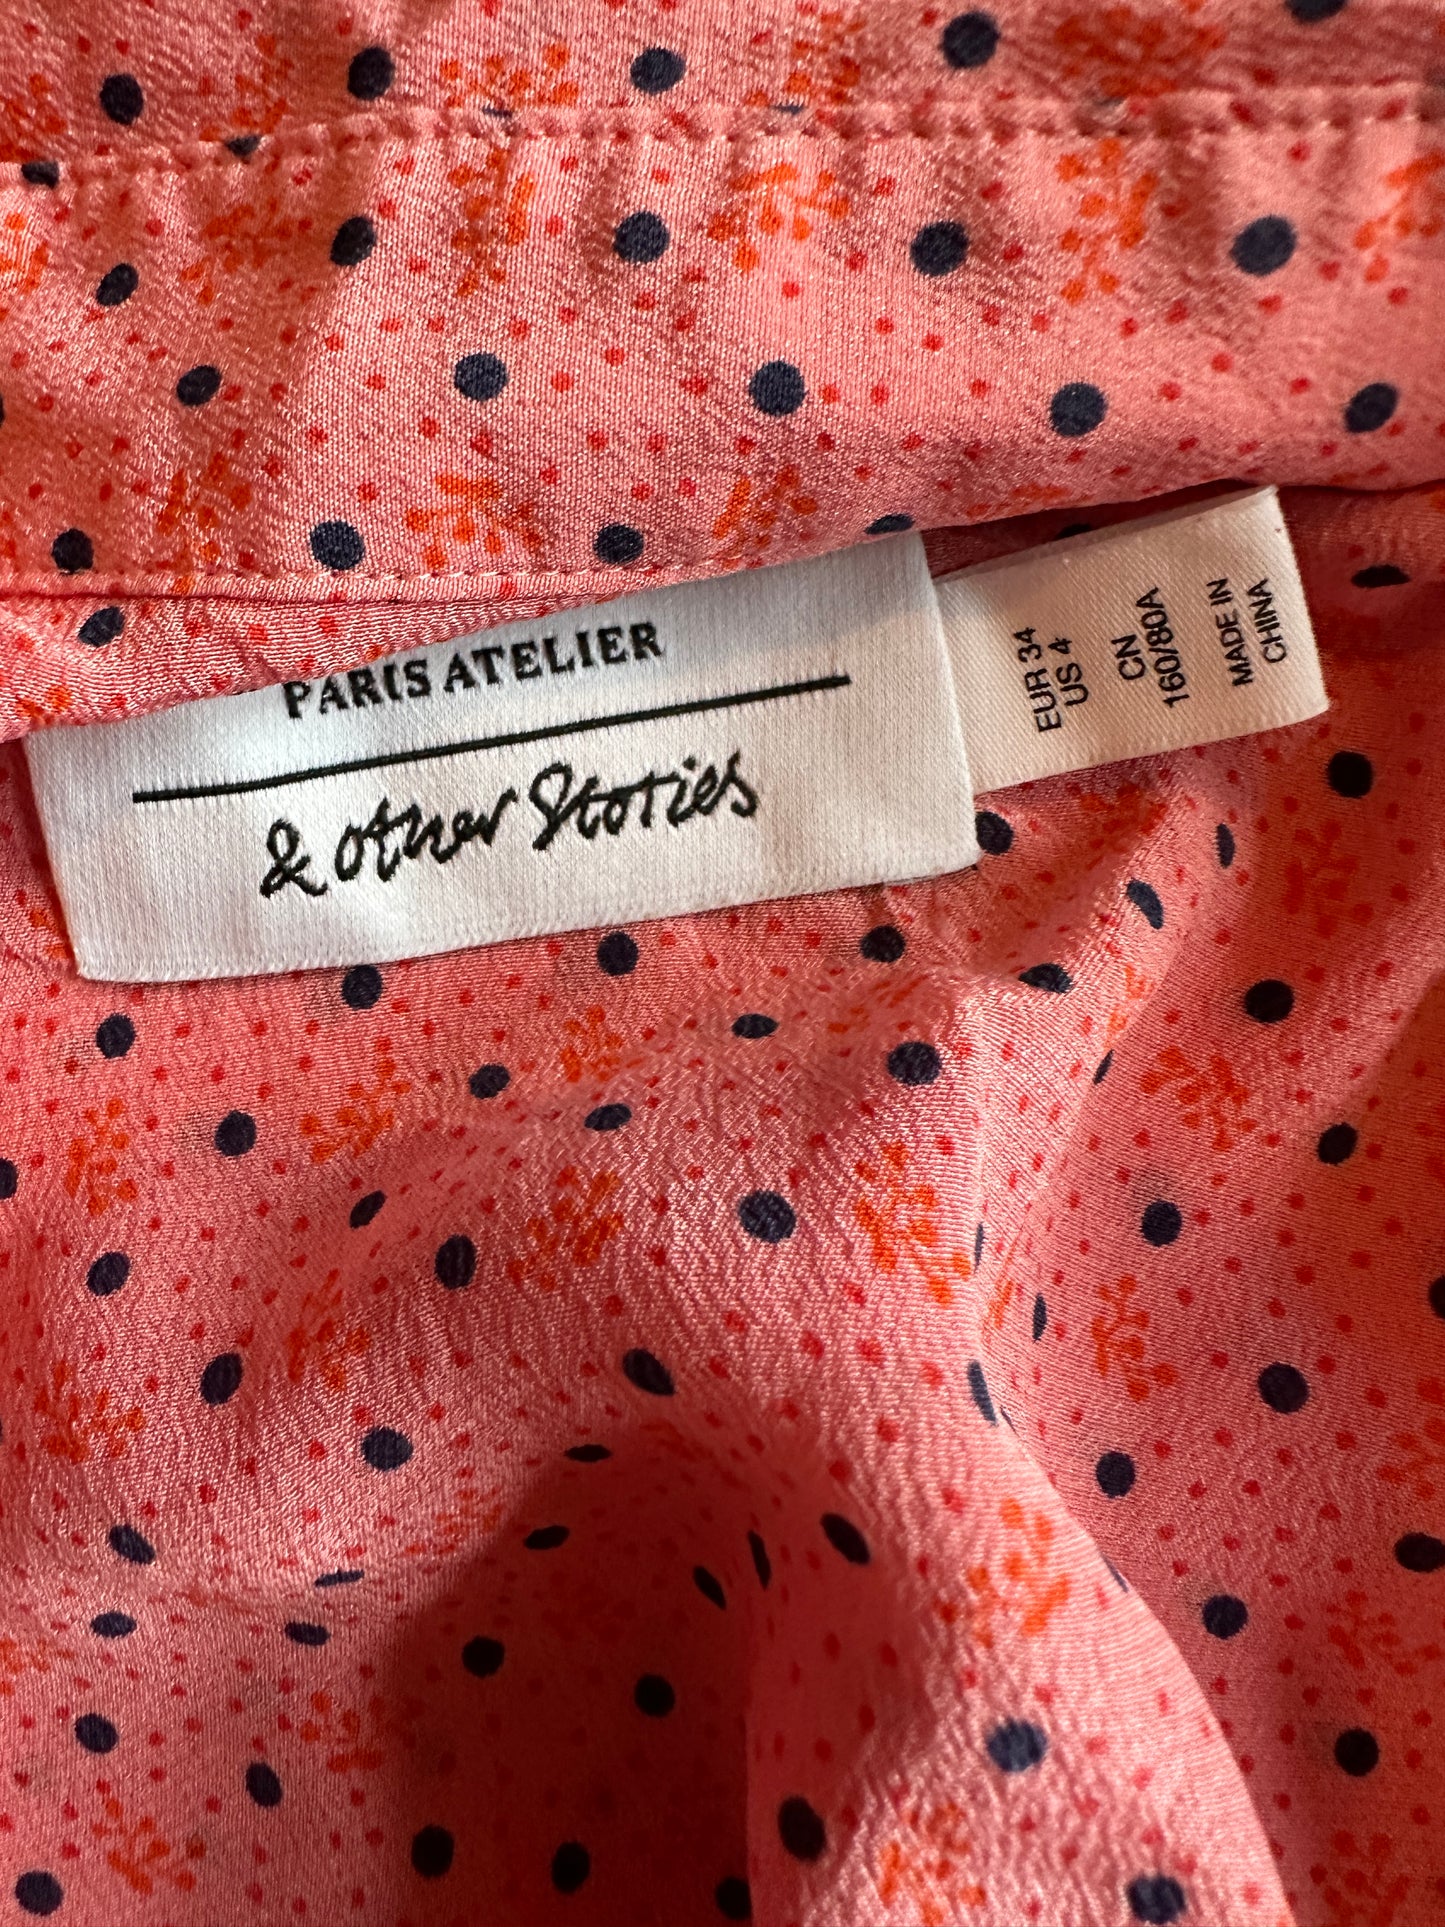 PARIS ATELIER
& other Stories
EUR 34
US 4
CN
160/80A
MADE IN
CHINA